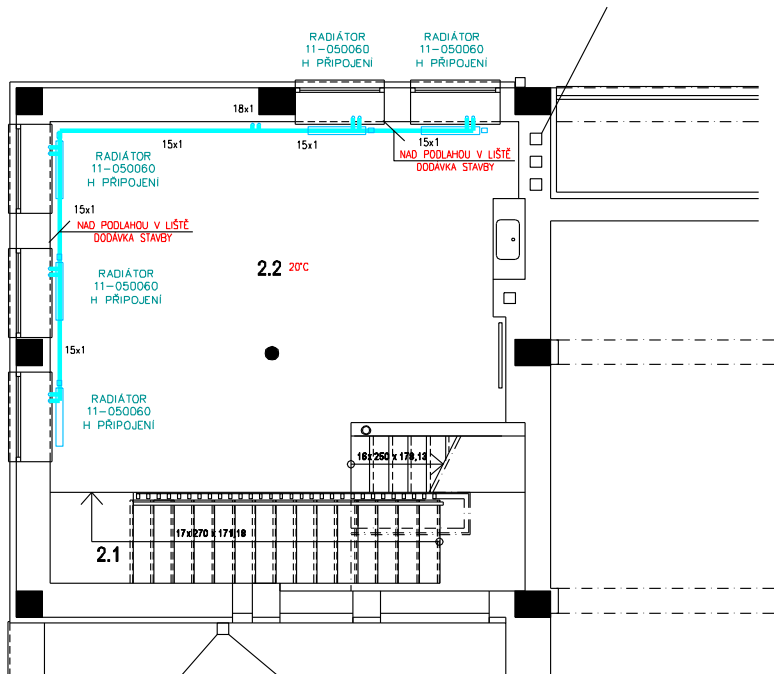 RADIÁTOR
11-050060
H PŘIPOJENÍ
RADIÁTOR
11-050060
H PŘIPOJENÍ
18x1
15x1
15x1
15x1
NAD PODLAHOU V LIŠTĚ
DODÁVKA STAVBY
RADIÁTOR
11-050060
H PŘIPOJENÍ
15x1
NAD PODLAHOU V LIŠTĚ
DODÁVKA STAVBY
2.2 20°C
RADIÁTOR
11-050060
H PŘIPOJENÍ
15x1
RADIÁTOR
11-050060
H PŘIPOJENÍ
16x 250 x 178,13
17x270 x 171,18
2.1